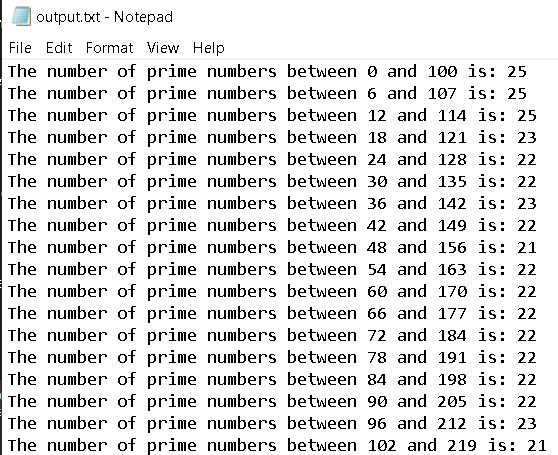 output.txt - Notepad
File Edit Format View Help
The number of prime numbers between 0 and 100 is: 25
The number of prime numbers between 6 and 107 is: 25
The number of prime numbers between 12 and 114 is: 25
The number of prime numbers between 18 and 121 is: 23
The number of prime numbers between 24 and 128 is: 22
The number of prime numbers between 30 and 135 is: 22
The number of prime numbers between 36 and 142 is: 23
The number of prime numbers between 42 and 149 is: 22
The number of prime numbers between 48 and 156 is: 21
The number of prime numbers between 54 and 163 is: 22
The number of prime numbers between 60 and 170 is: 22
The number of prime numbers between 66 and 177 is: 22
The number of prime numbers between 72 and 184 is: 22
The number of prime numbers between 78 and 191 is: 22
The number of prime numbers between 84 and 198 is: 22
The number of prime numbers between 90 and 205 is: 22
The number of prime numbers between 96 and 212 is: 23
The number of prime numbers between 102 and 219 is: 21